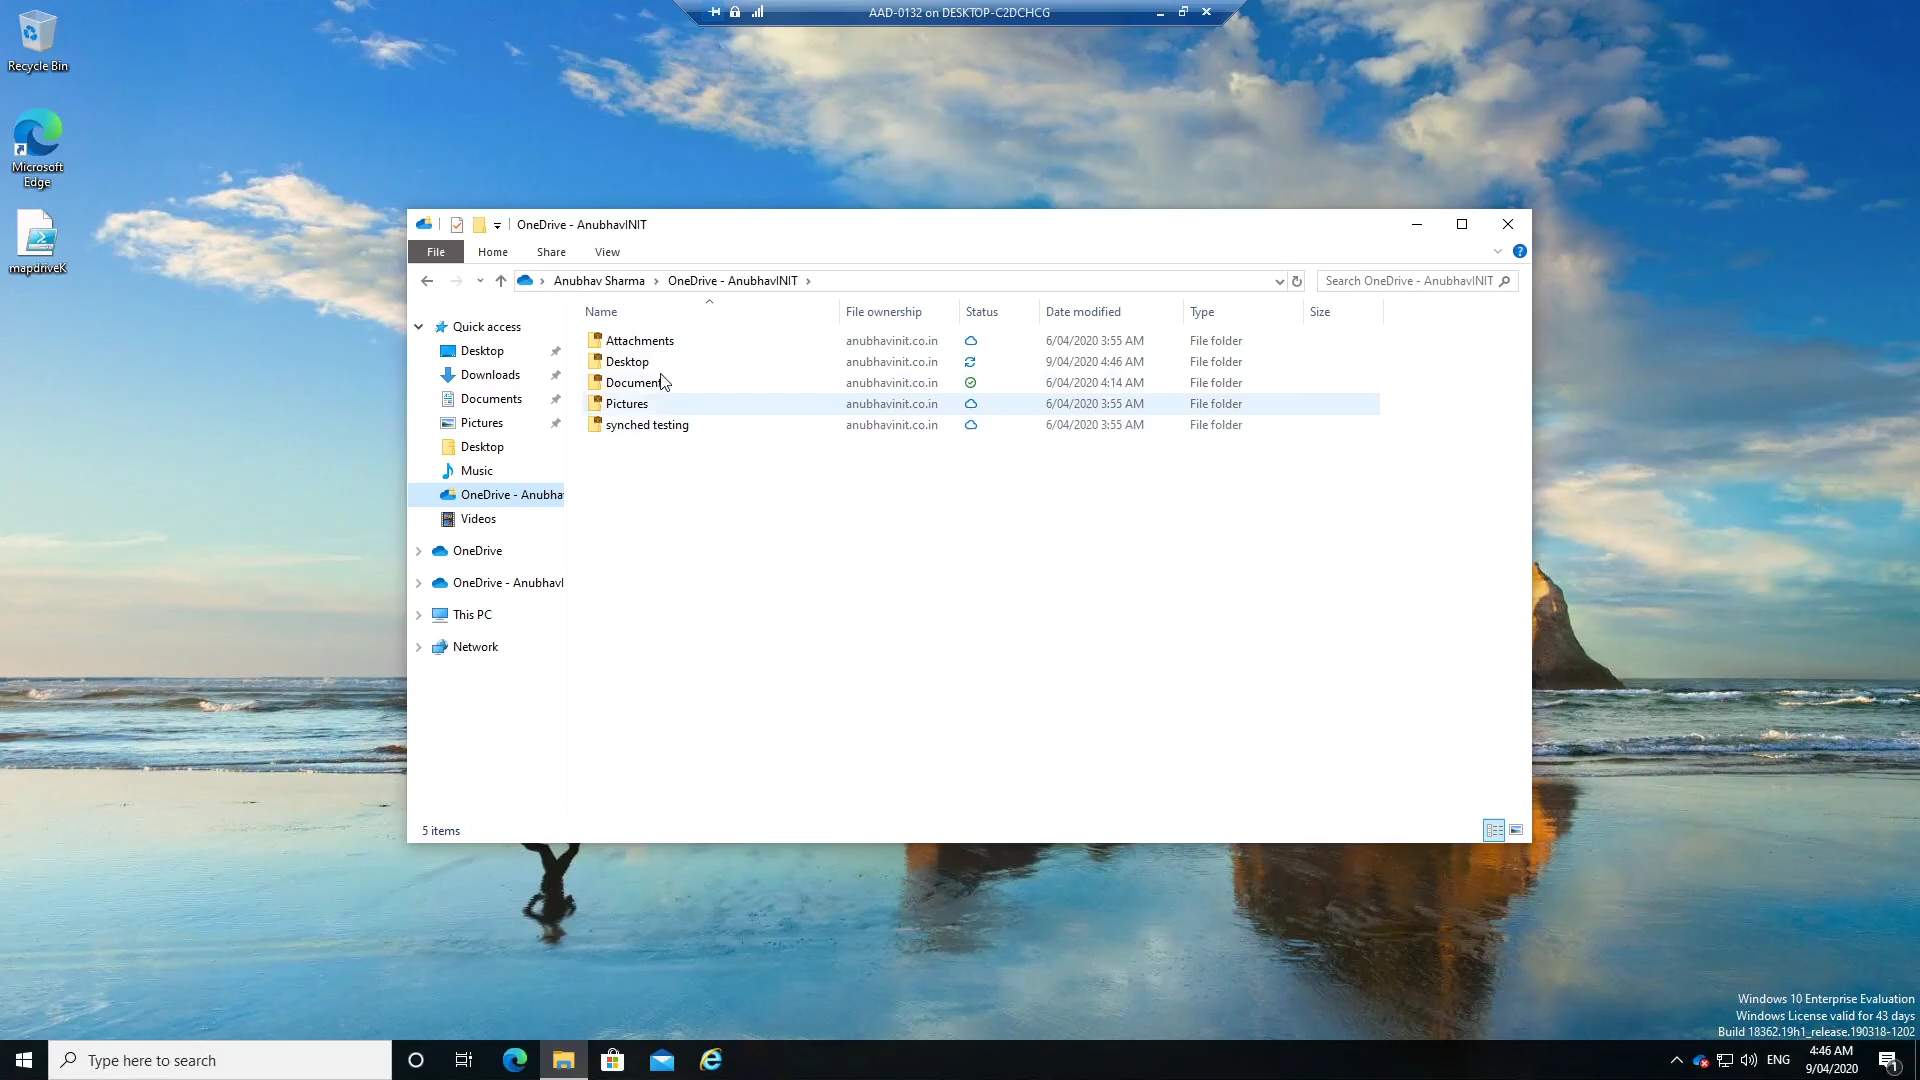 AAD-0132 on DESKTOP-C2DCHCG
Recycle Bin
Microsoft
Edge
mapdriveK
OneDrive - AnubhavINIT
File Home Share View
Anubhav Sharma > OneDrive - AnubhavINIT >
Search OneDrive - AnubhavINIT
Name File ownership Status Date modified Type Size
Attachments anubhavinit.co.in 6/04/2020 3:55 AM File folder
Desktop anubhavinit.co.in 9/04/2020 4:46 AM File folder
Document anubhavinit.co.in 6/04/2020 4:14 AM File folder
Pictures anubhavinit.co.in 6/04/2020 3:55 AM File folder
synched testing anubhavinit.co.in 6/04/2020 3:55 AM File folder
Quick access
Desktop
Downloads
Documents
Pictures
Desktop
Music
OneDrive - Anubha
Videos
OneDrive
OneDrive - AnubhavI
This PC
Network
5 items
Windows 10 Enterprise Evaluation
Windows License valid for 43 days
Build 18362.19h1_release.190318-1202
Type here to search
ENG
4:46 AM
9/04/2020
1